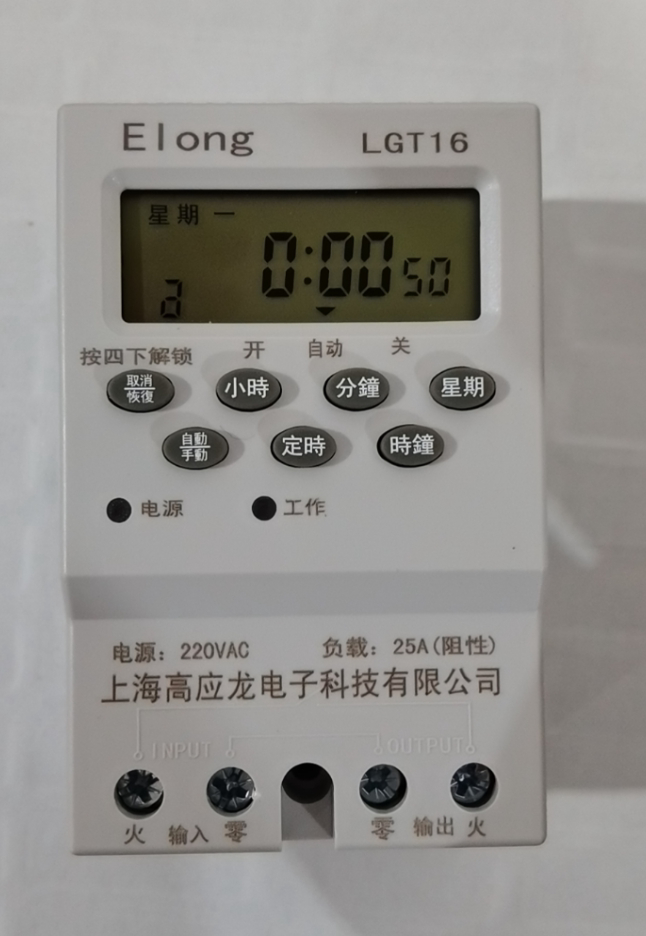 Elong LGT16
星期一
0:00 50
a
按四下解锁 开 自动 关
取消 恢復 小時 分鐘 星期
自動 手動 定時 時鐘
电源 工作
电源：220VAC 负载：25A(阻性)
上海高应龙电子科技有限公司
INPUT OUTPUT
火 输入 零 零 输出 火